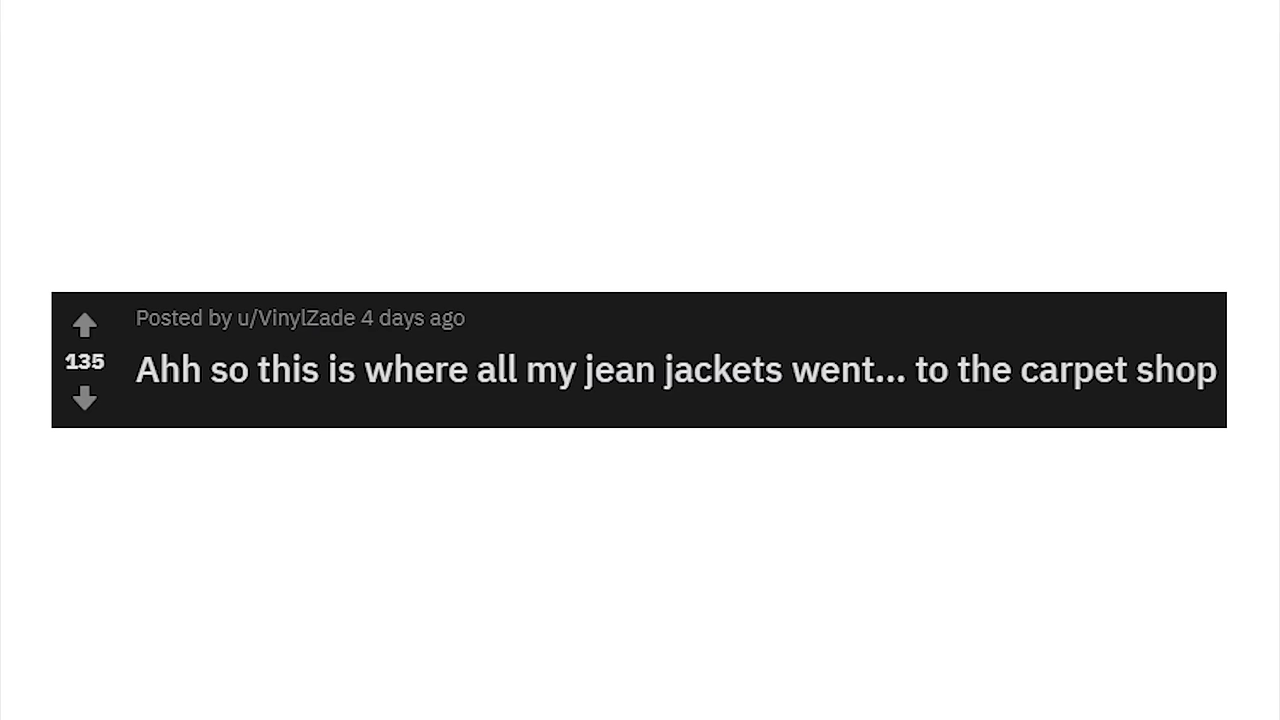 Posted by u/VinylZade 4 days ago
135
Ahh so this is where all my jean jackets went... to the carpet shop